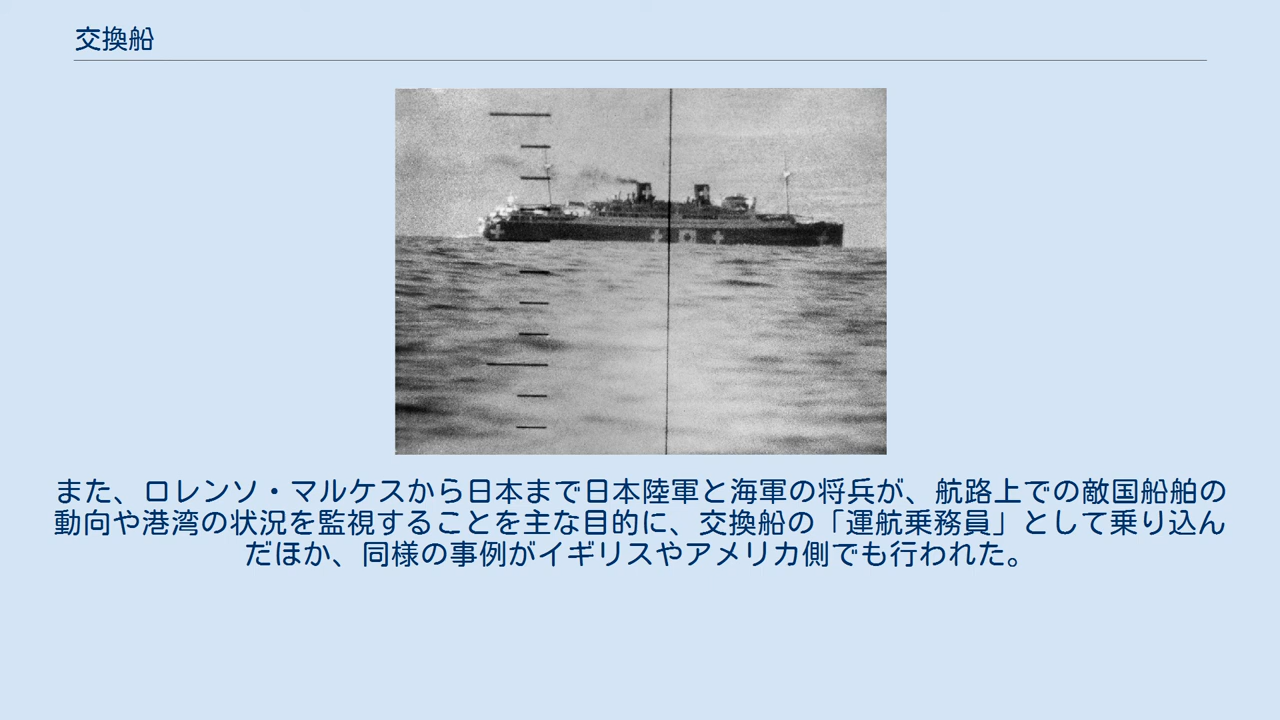 交換船
また、ロレンソ・マルケスから日本まで日本陸軍と海軍の将兵が、航路上での敵国船舶の
動向や港湾の状況を監視することを主な目的に、交換船の「運航乗務員」として乗り込ん
だほか、同様の事例がイギリスやアメリカ側でも行われた。